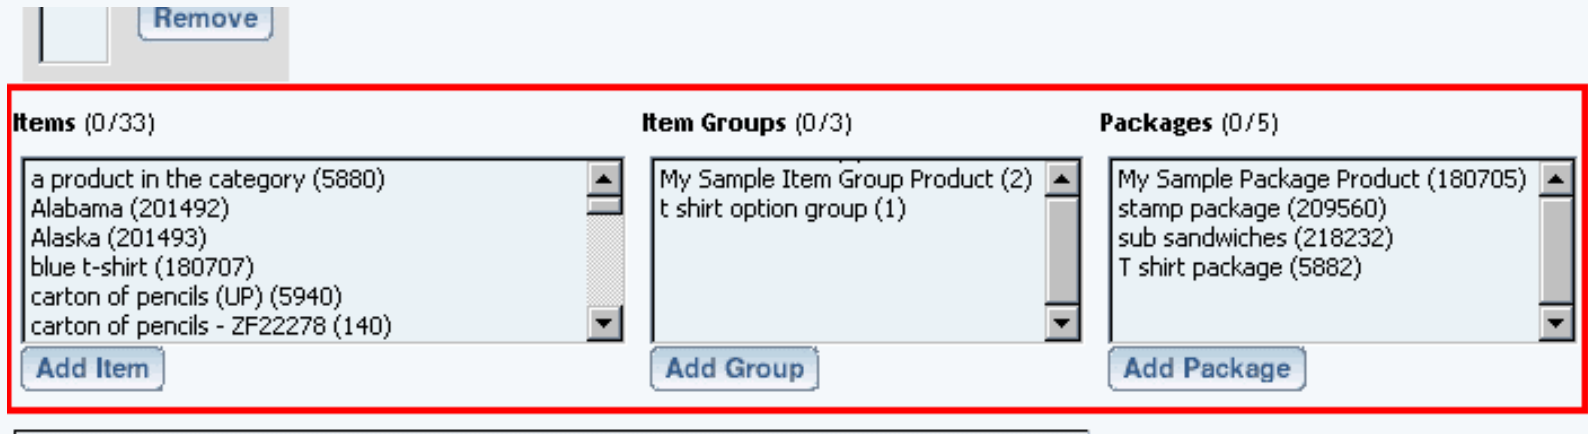 Remove
Items (0/33)
a product in the category (5880)
Alabama (201492)
Alaska (201493)
blue t-shirt (180707)
carton of pencils (UP) (5940)
carton of pencils - ZF22278 (140)
Add Item
Item Groups (0/3)
My Sample Item Group Product (2)
t shirt option group (1)
Add Group
Packages (0/5)
My Sample Package Product (180705)
stamp package (209560)
sub sandwiches (218232)
T shirt package (5882)
Add Package